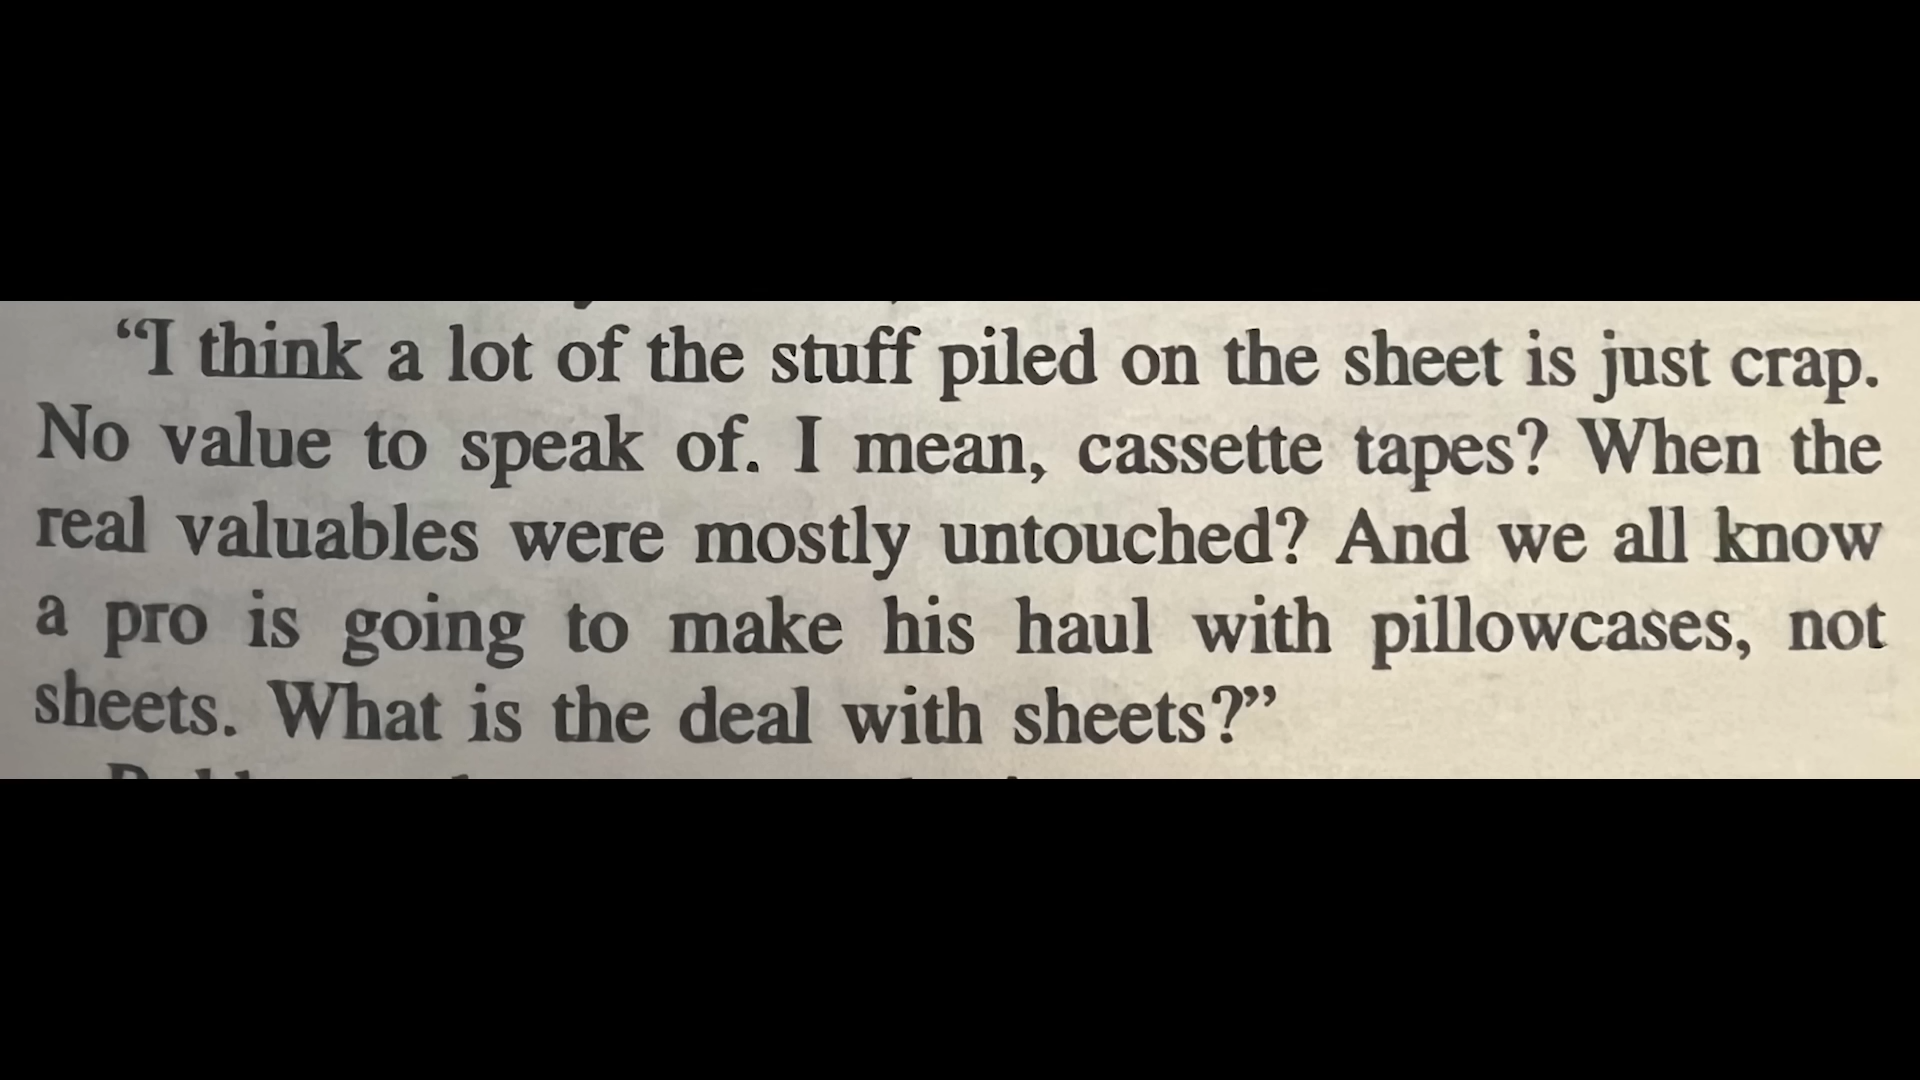 “I think a lot of the stuff piled on the sheet is just crap.
No value to speak of. I mean, cassette tapes? When the
real valuables were mostly untouched? And we all know
a pro is going to make his haul with pillowcases, not
sheets. What is the deal with sheets?”